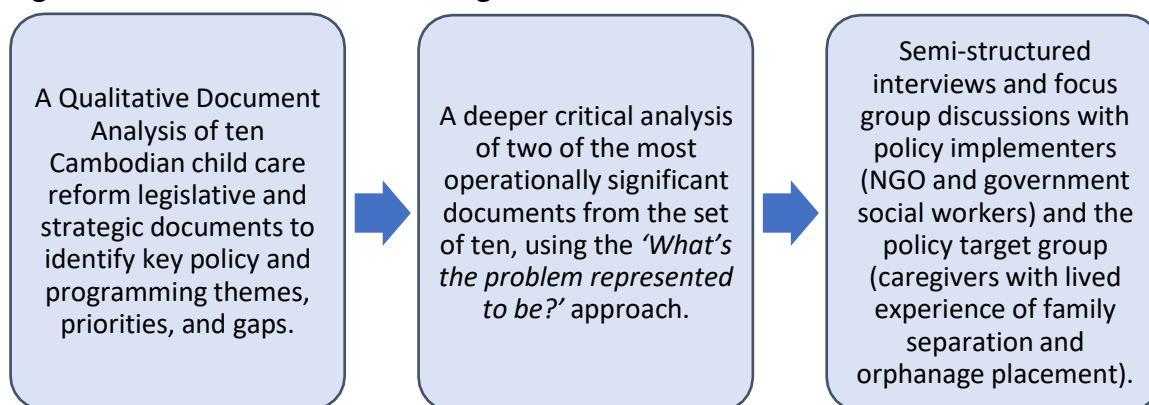 A Qualitative Document
Analysis of ten
Cambodian child care
reform legislative and
strategic documents to
identify key policy and
programming themes,
priorities, and gaps.
A deeper critical analysis
of two of the most
operationally significant
documents from the set
of ten, using the ‘What’s
the problem represented
to be?’ approach.
Semi-structured
interviews and focus
group discussions with
policy implementers
(NGO and government
social workers) and the
policy target group
(caregivers with lived
experience of family
separation and
orphanage placement).